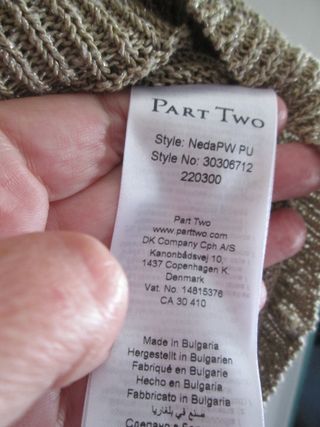 PART TWO
Style: NedaPW PU
Style No: 30306712
220300
Part Two
www.parttwo.com
DK Company Cph A/S
Kanonbådsvej 10,
1437 Copenhagen K.
Denmark
Vat. No. 14815376
CA 30 410
Made in Bulgaria
Hergestellt in Bulgarien
Fabriqué en Bulgarie
Hecho en Bulgaria
Fabbricato in Bulgaria
صنع في بلغاريا
Сделано в